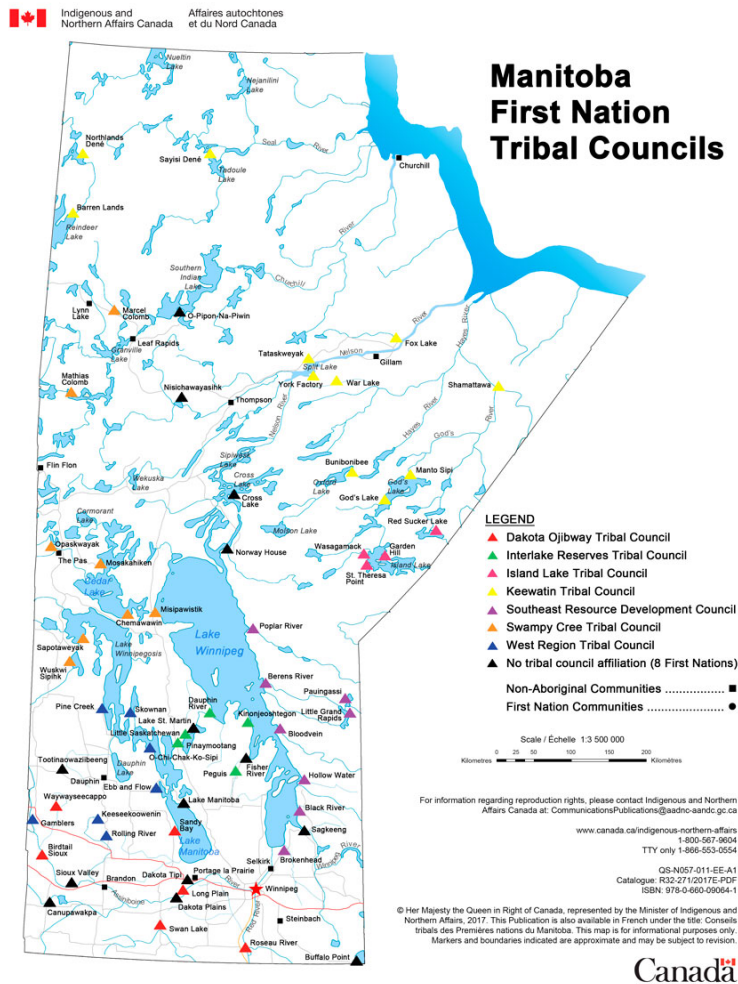 Indigenous and
Northern Affairs Canada
Affaires autochtones
et du Nord Canada
Manitoba
First Nation
Tribal Councils
Nueltin
Lake
Nejanilini
Lake
Northlands
Dené
Sayisi Dené
Tadoule
Lake
Seal River
Churchill
Barren Lands
Reindeer
Lake
River
Southern
Indian
Lake
Churchill
Lynn
Lake
Marcel
Colomb
O-Pipon-Na-Piwin
Leaf Rapids
Granville
Lake
River
Hayes River
Fox Lake
Tataskweyak
Nelson
Gillam
Split Lake
York Factory
War Lake
Shamattawa
Mathias
Colomb
Nisichawayasihk
Thompson
Nelson River
Hayes River
God's River
Flin Flon
Sipiwesk
Lake
Wekuska
Lake
Cross
Lake
Cross
Lake
Bunibonibee
Oxford
Lake
Manto Sipi
God's
Lake
God's Lake
Cormorant
Lake
Molson Lake
Red Sucker Lake
Opaskwayak
The Pas
Mosakahiken
Norway House
Wasagamack
Garden
Hill
Island Lake
St. Theresa
Point
Cedar
Lake
Chemawawin
Misipawistik
Sapotaweyak
Lake
Winnipegosis
Lake
Winnipeg
Poplar River
Wuskwi
Sipihk
Berens River
Pauingassi
Pine Creek
Skownan
Dauphin
River
Kinonjeoshtegon
Little Grand
Rapids
Lake St. Martin
Little Saskatchewan
Bloodvein
Pinaymootang
O-Chi-Chak-Ko-Sipi
Tootinaowaziibeeng
Dauphin
Lake
Dauphin
Peguis
Fisher
River
Ebb and Flow
Hollow Water
Waywayseecappo
Lake Manitoba
Black River
Gamblers
Keeseekoowenin
Rolling River
Sandy
Bay
Lake
Manitoba
Sagkeeng
Birdtail
Sioux
Brokenhead
Selkirk
Winnipeg River
Sioux Valley
Brandon
Dakota Tipi
Portage la Prairie
River
Winnipeg
Long Plain
Assiniboine
Dakota Plains
Canupawakpa
Steinbach
Red River
Swan Lake
Roseau River
Buffalo Point
LEGEND
Dakota Ojibway Tribal Council
Interlake Reserves Tribal Council
Island Lake Tribal Council
Keewatin Tribal Council
Southeast Resource Development Council
Swampy Cree Tribal Council
West Region Tribal Council
No tribal council affiliation (8 First Nations)
Non-Aboriginal Communities .................
First Nation Communities ......................
Scale / Échelle 1:3 500 000
Kilometres 0 50 100 150 200 Kilomètres
For information regarding reproduction rights, please contact Indigenous and Northern
Affairs Canada at: CommunicationsPublications@aadnc-aandc.gc.ca
www.canada.ca/indigenous-northern-affairs
1-800-567-9604
TTY only 1-866-553-0554
QS-N057-011-EE-A1
Catalogue: R32-271/2017E-PDF
ISBN: 978-0-660-09064-1
© Her Majesty the Queen in Right of Canada, represented by the Minister of Indigenous and
Northern Affairs, 2017. This Publication is also available in French under the title: Conseils
tribals des Premières nations du Manitoba. This map is for informational purposes only.
Markers and boundaries indicated are approximate and may be subject to revision.
Canada